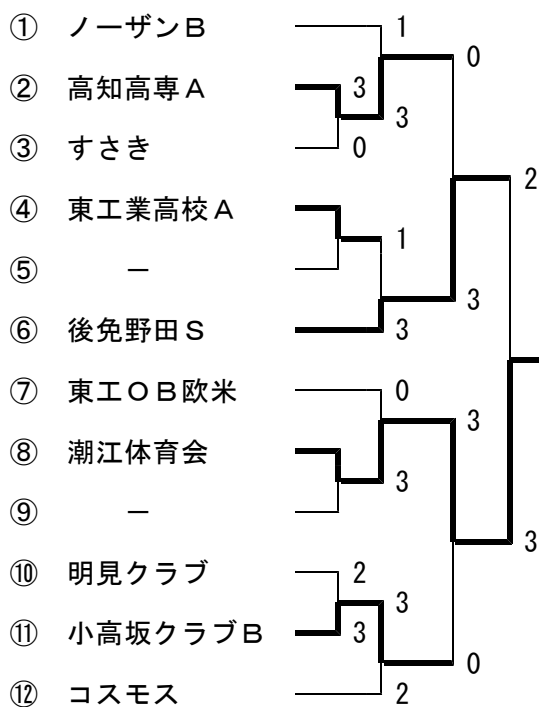 ① ノーザンＢ 1
0
② 高知高専Ａ 3
3
③ すさき 0
2
④ 東工業高校Ａ
1
⑤ －
3
⑥ 後免野田Ｓ 3
⑦ 東工ＯＢ欧米 0
3
⑧ 潮江体育会
3
⑨ －
3
⑩ 明見クラブ 2
3
⑪ 小高坂クラブＢ 3
0
⑫ コスモス 2